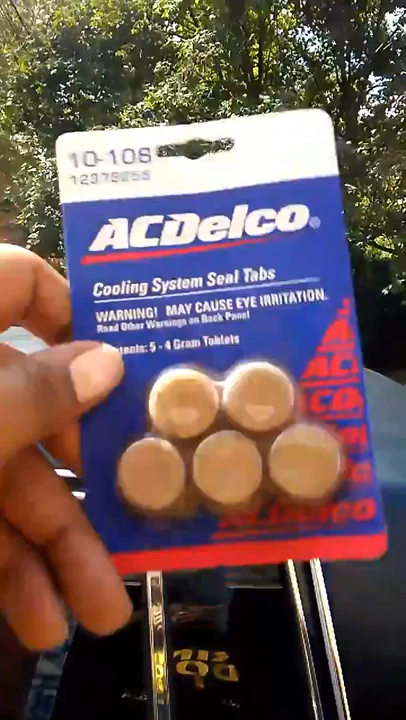 10-108
12378255
ACDelco®
Cooling System Seal Tabs
WARNING! MAY CAUSE EYE IRRITATION.
Read Other Warnings on Back Panel
Contents: 5 - 4 Gram Tablets
ACDelco